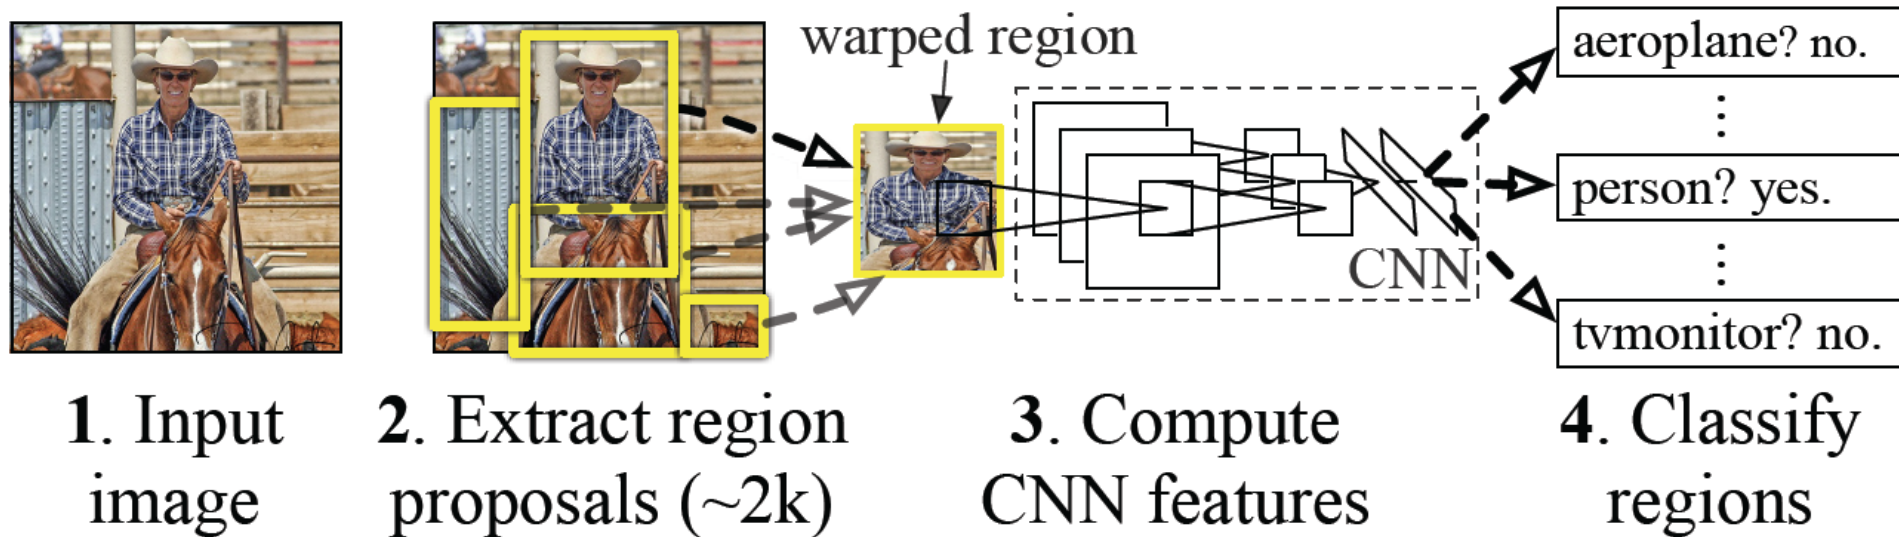 warped region
aeroplane? no.
person? yes.
CNN
tvmonitor? no.
1. Input
image
2. Extract region
proposals (~2k)
3. Compute
CNN features
4. Classify
regions